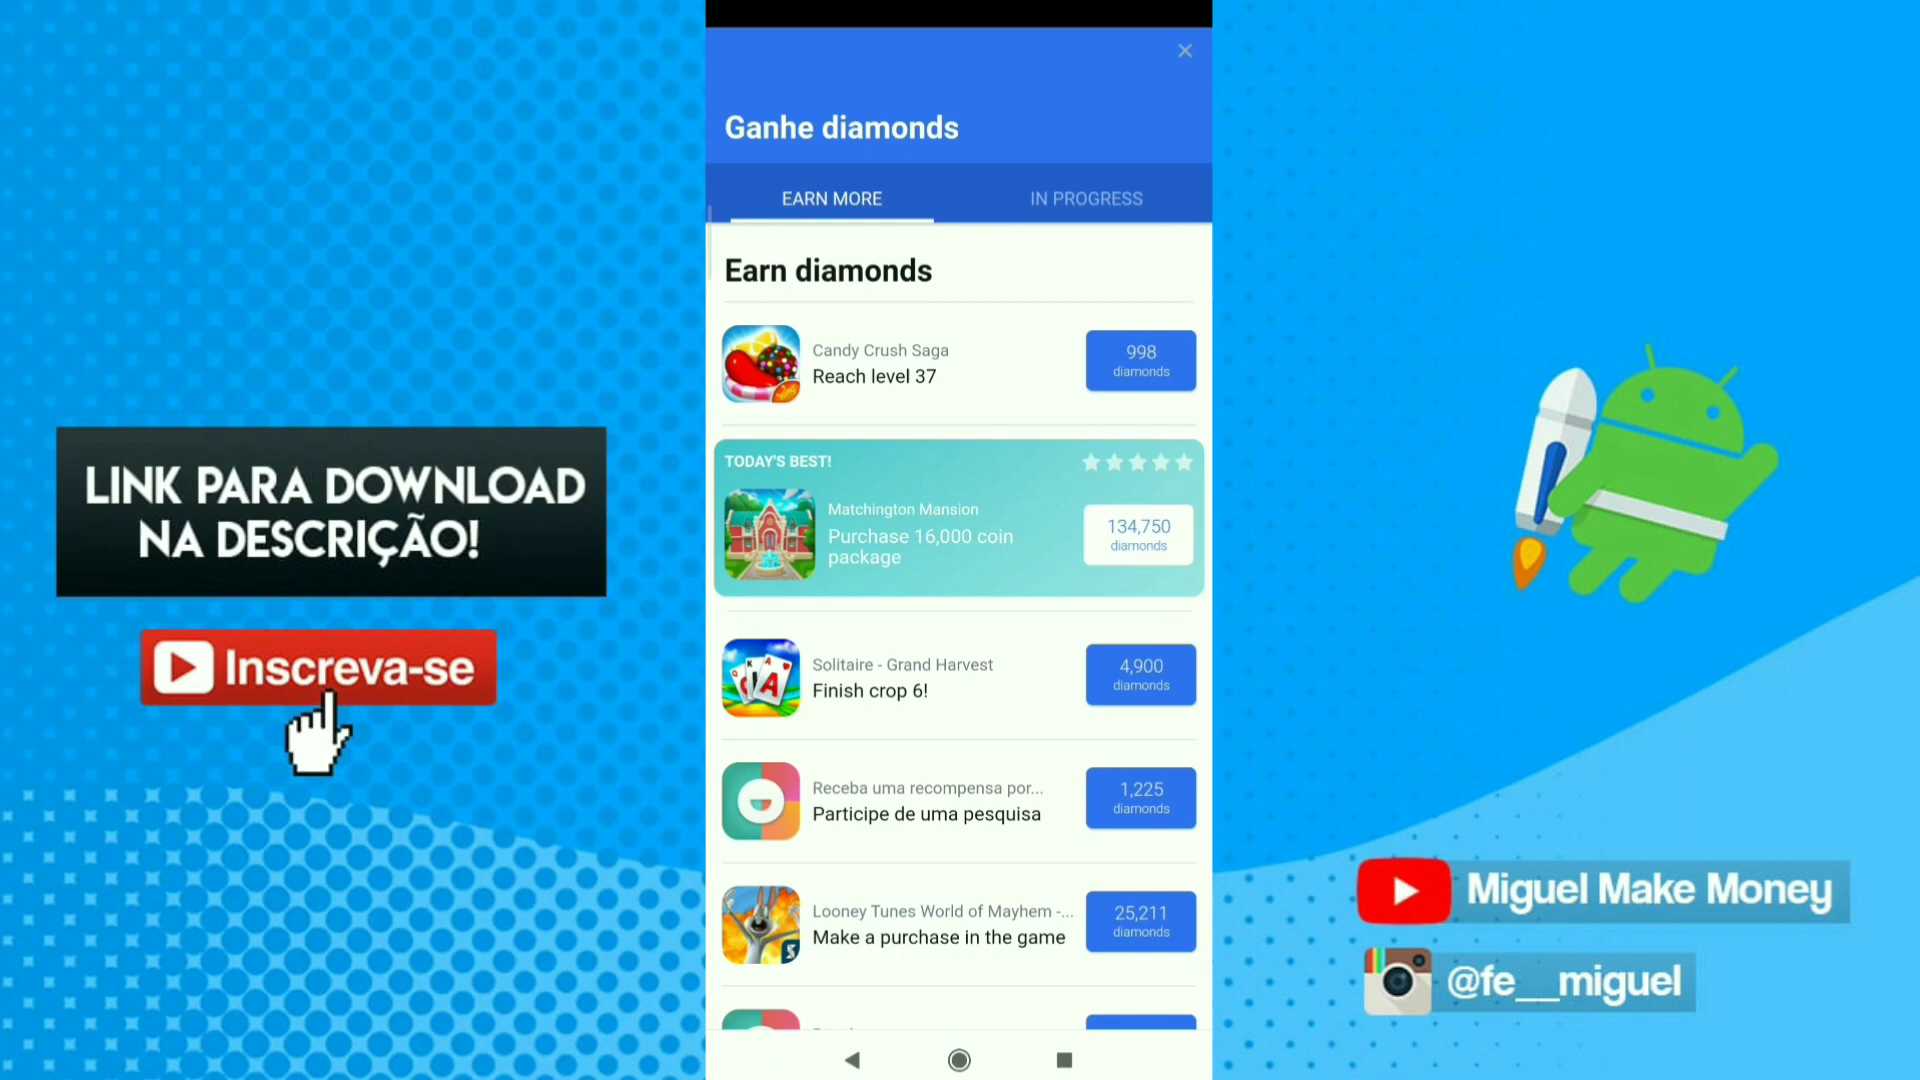 Ganhe diamonds
EARN MORE
IN PROGRESS
Earn diamonds
Candy Crush Saga
Reach level 37
998
diamonds
TODAY'S BEST!
Matchington Mansion
Purchase 16,000 coin
package
134,750
diamonds
Solitaire - Grand Harvest
Finish crop 6!
4,900
diamonds
Receba uma recompensa por...
Participe de uma pesquisa
1,225
diamonds
Looney Tunes World of Mayhem -...
Make a purchase in the game
25,211
diamonds
LINK PARA DOWNLOAD
NA DESCRIÇÃO!
Inscreva-se
Miguel Make Money
@fe__miguel